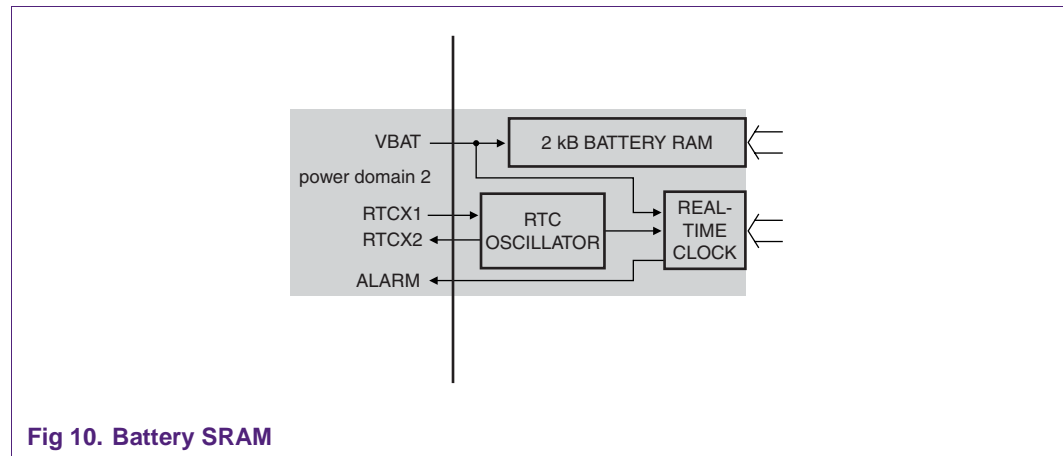 VBAT
2 kB BATTERY RAM
power domain 2
RTCX1
RTCX2
RTC
OSCILLATOR
REAL-
TIME
CLOCK
ALARM
Fig 10. Battery SRAM